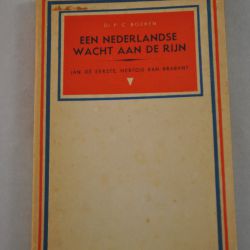 Dr P. C. BOEREN
EEN NEDERLANDSE
WACHT AAN DE RIJN
JAN DE EERSTE, HERTOG VAN BRABANT